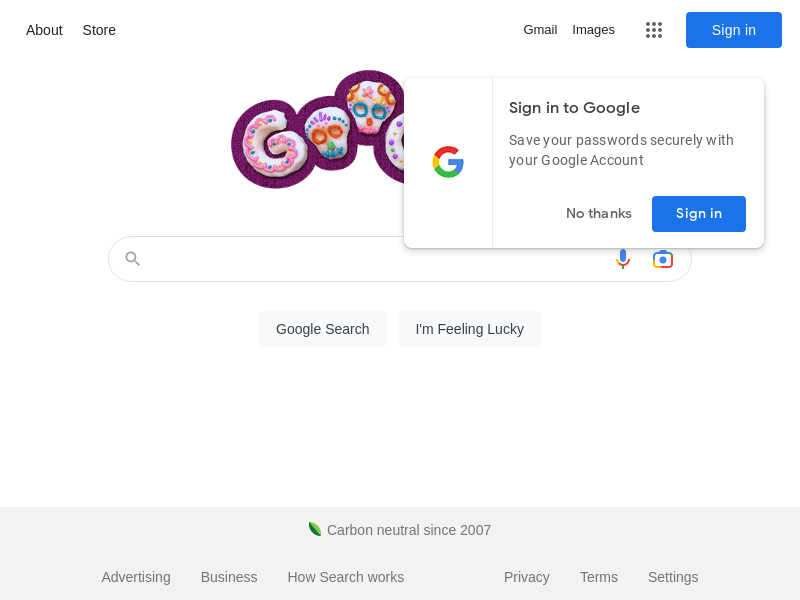 About Store Gmail Images Sign in
Sign in to Google
Save your passwords securely with
your Google Account
No thanks Sign in
Google Search I'm Feeling Lucky
Carbon neutral since 2007
Advertising Business How Search works Privacy Terms Settings